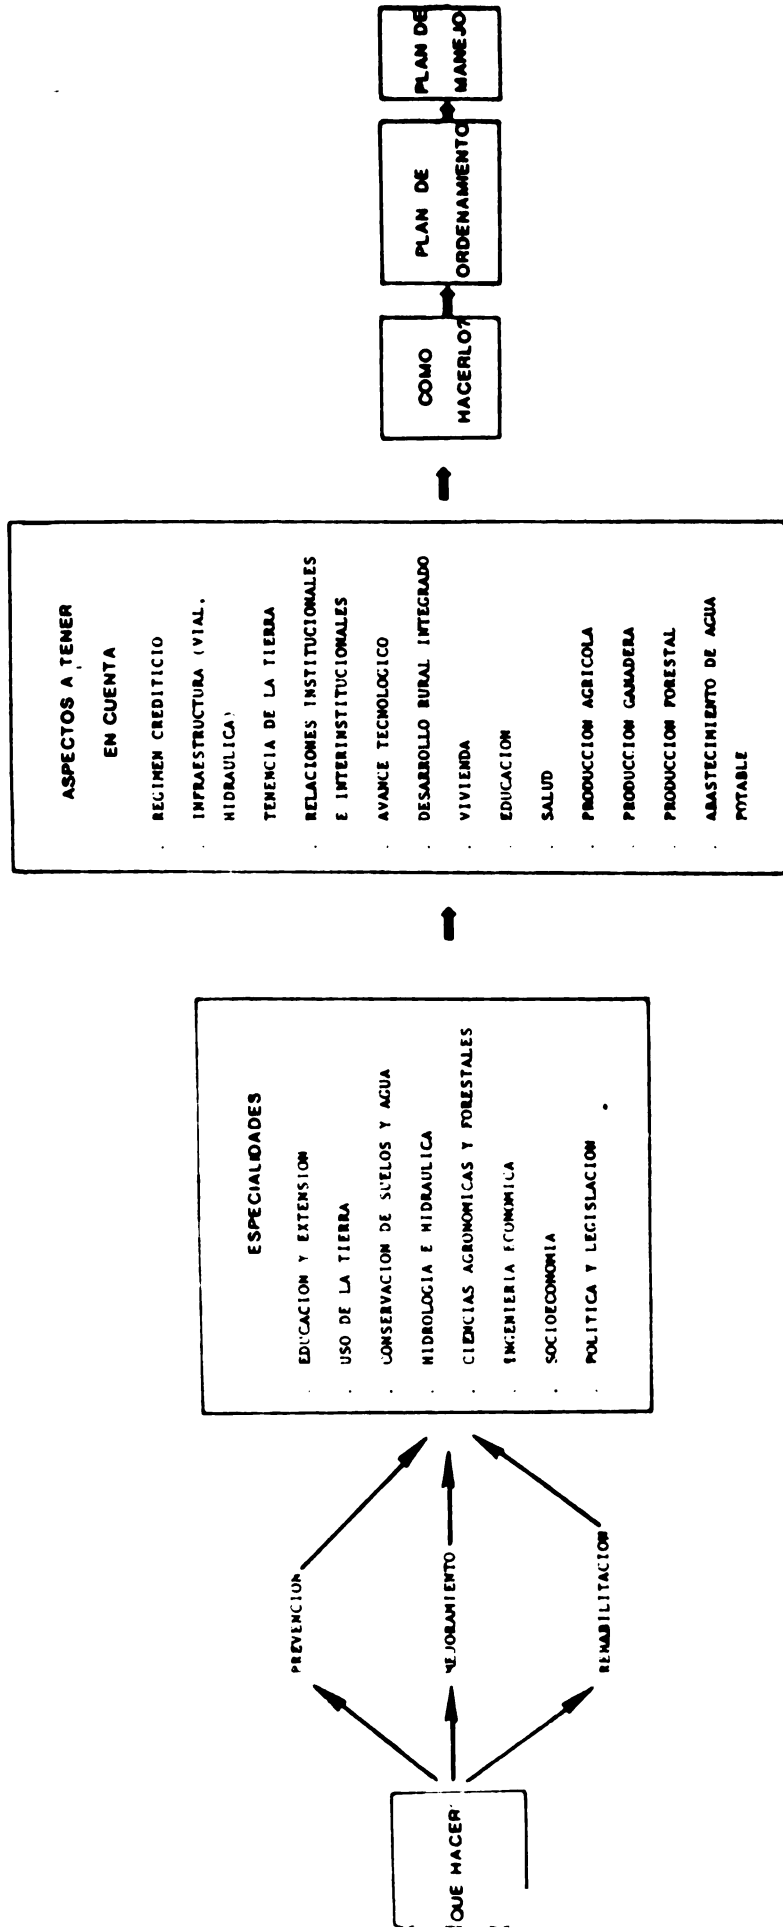 QUE HACER
PREVENCION
MEJORAMIENTO
REHABILITACION
ESPECIALIDADES
. EDUCACION Y EXTENSION
. USO DE LA TIERRA
. CONSERVACION DE SUELOS Y AGUA
. HIDROLOGIA E HIDRAULICA
. CIENCIAS AGRONOMICAS Y FORESTALES
. INGENIERIA ECONOMICA
. SOCIOECONOMIA
. POLITICA Y LEGISLACION
ASPECTOS A TENER
EN CUENTA
. REGIMEN CREDITICIO
. INFRAESTRUCTURA (VIAL,
HIDRAULICA)
TENENCIA DE LA TIERRA
. RELACIONES INSTITUCIONALES
E INTERINSTITUCIONALES
. AVANCE TECNOLOGICO
. DESARROLLO RURAL INTEGRADO
. VIVIENDA
. EDUCACION
. SALUD
. PRODUCCION AGRICOLA
. PRODUCCION GANADERA
. PRODUCCION FORESTAL
. ABASTECIMIENTO DE AGUA
POTABLE
COMO
HACERLO?
PLAN DE
ORDENAMIENTO
PLAN DE
MANEJO